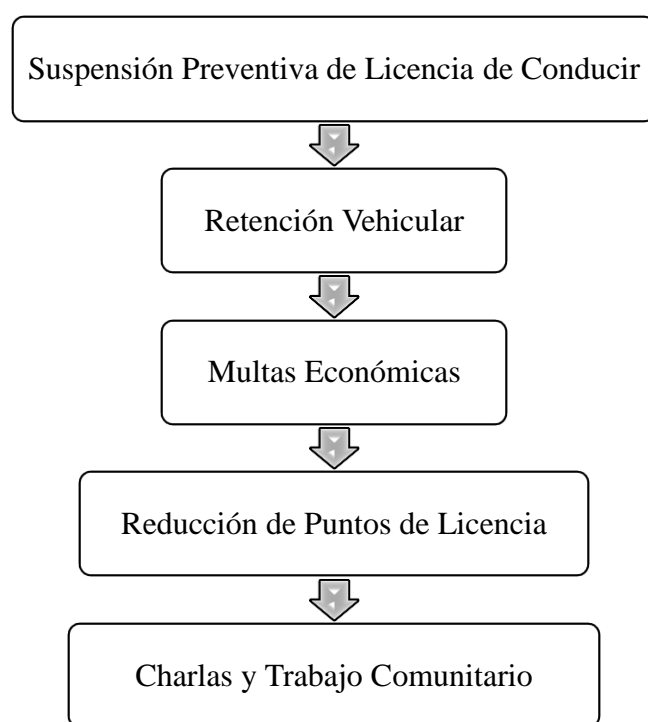 Suspensión Preventiva de Licencia de Conducir
Retención Vehicular
Multas Económicas
Reducción de Puntos de Licencia
Charlas y Trabajo Comunitario